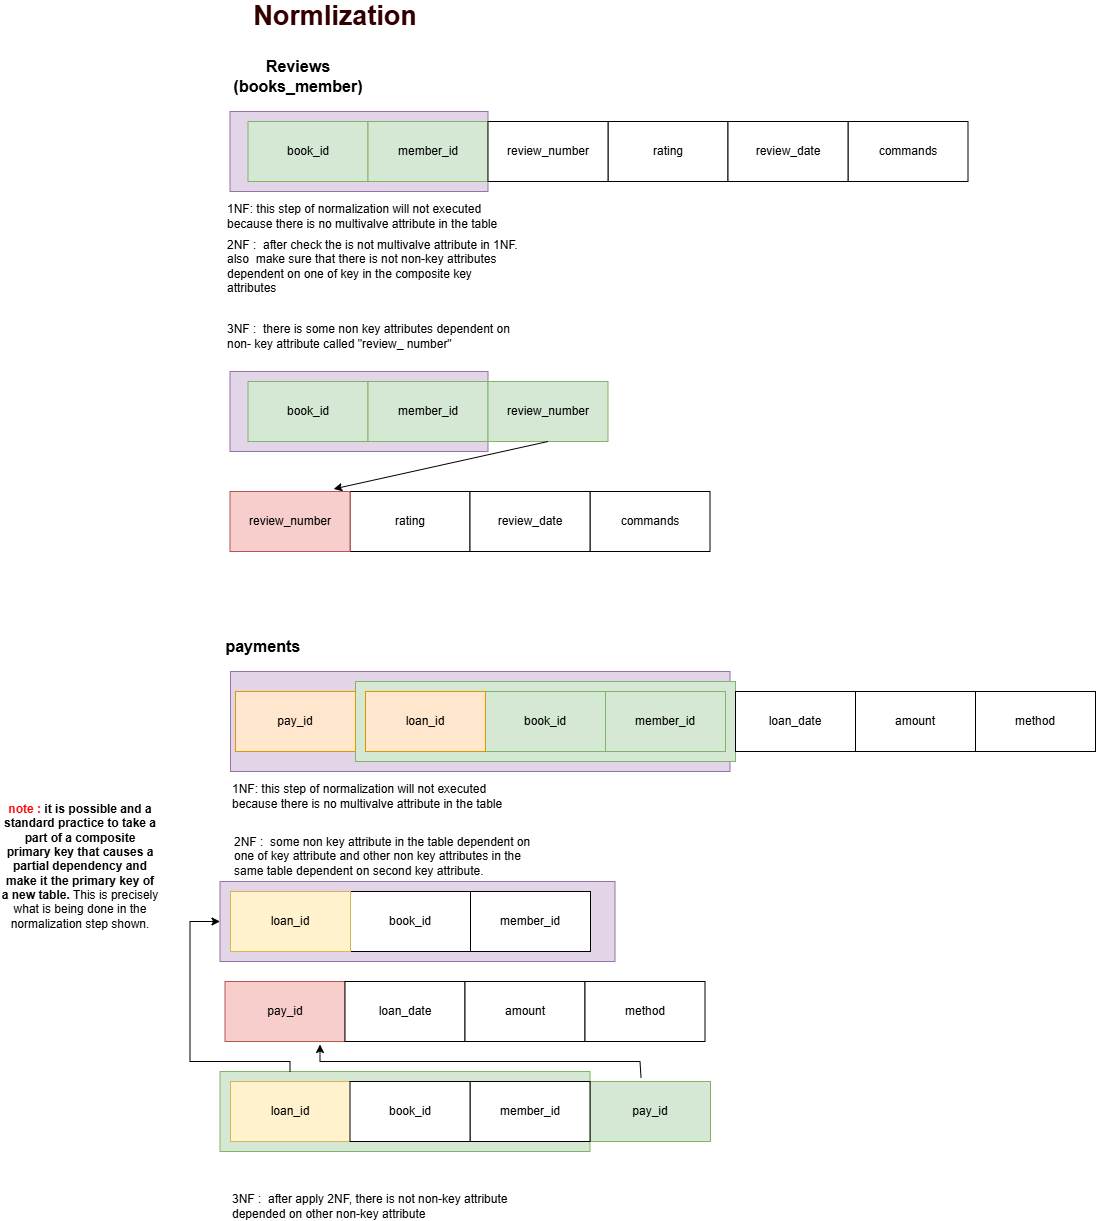 Normlization
Reviews
(books_member)
book_id
member_id
review_number
rating
review_date
commands
1NF: this step of normalization will not executed
because there is no multivalve attribute in the table
2NF :  after check the is not multivalve attribute in 1NF.
also  make sure that there is not non-key attributes
dependent on one of key in the composite key
attributes
3NF :  there is some non key attributes dependent on
non- key attribute called "review_ number"
book_id
member_id
review_number
review_number
rating
review_date
commands
payments
pay_id
loan_id
book_id
member_id
loan_date
amount
method
1NF: this step of normalization will not executed
because there is no multivalve attribute in the table
note : it is possible and a
standard practice to take a
part of a composite
primary key that causes a
partial dependency and
make it the primary key of
a new table. This is precisely
what is being done in the
normalization step shown.
2NF :  some non key attribute in the table dependent on
one of key attribute and other non key attributes in the
same table dependent on second key attribute.
loan_id
book_id
member_id
pay_id
loan_date
amount
method
loan_id
book_id
member_id
pay_id
3NF :  after apply 2NF, there is not non-key attribute
depended on other non-key attribute